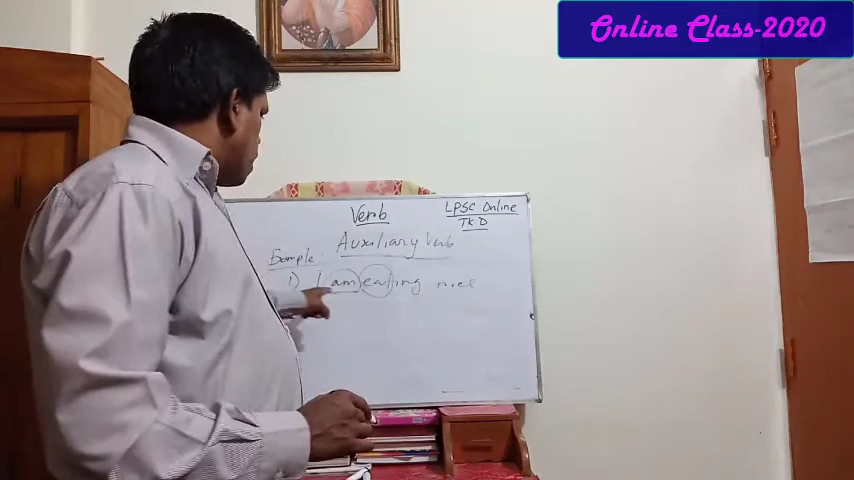 Online Class-2020
Verb
LPSC Online
TKD
Auxiliary Verb
Example:
1) I am eating rice